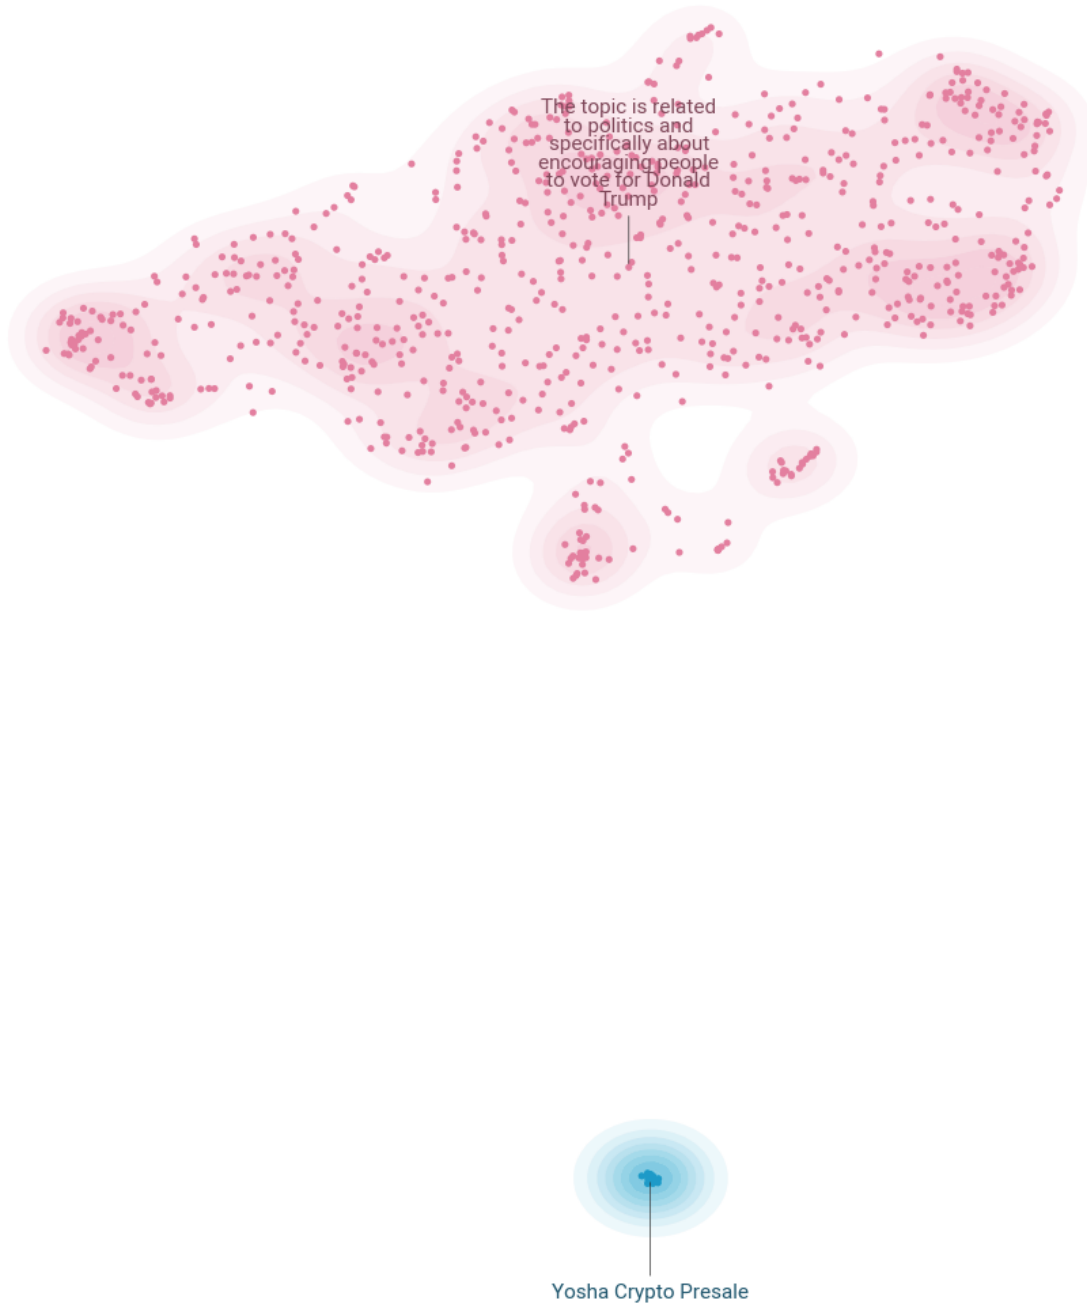 The topic is related
to politics and
specifically about
encouraging people
to vote for Donald
Trump
Yosha Crypto Presale